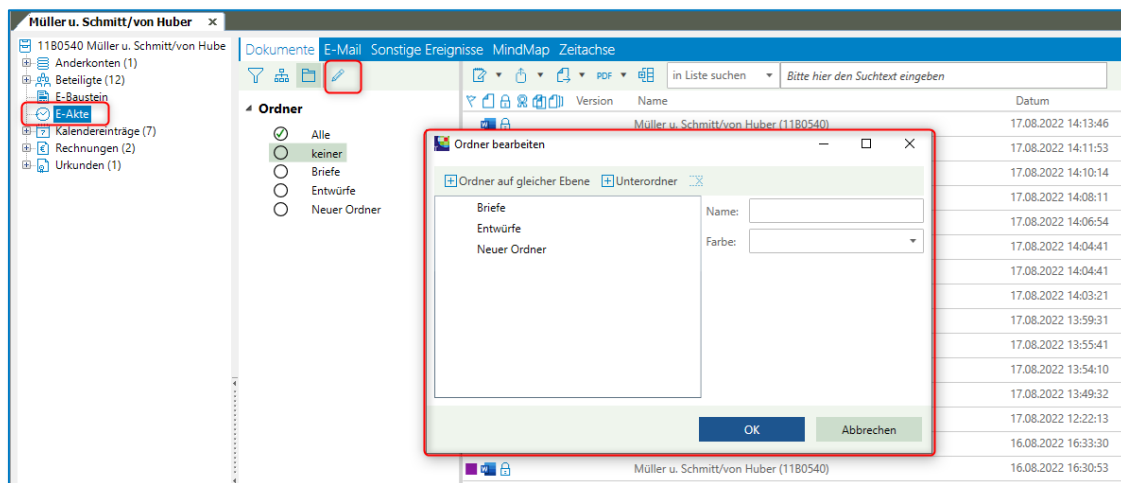 Müller u. Schmitt/von Huber x
11B0540 Müller u. Schmitt/von Hube
Anderkonten (1)
Beteiligte (12)
E-Baustein
E-Akte
Kalendereinträge (7)
Rechnungen (2)
Urkunden (1)
Dokumente E-Mail Sonstige Ereignisse MindMap Zeitachse
PDF in Liste suchen Bitte hier den Suchtext eingeben
Ordner
Alle
keiner
Briefe
Entwürfe
Neuer Ordner
Version Name Datum
Müller u. Schmitt/von Huber (11B0540) 17.08.2022 14:13:46
17.08.2022 14:11:53
17.08.2022 14:10:14
17.08.2022 14:08:11
17.08.2022 14:06:54
17.08.2022 14:04:41
17.08.2022 14:04:41
17.08.2022 14:03:21
17.08.2022 13:59:31
17.08.2022 13:55:41
17.08.2022 13:54:10
17.08.2022 13:49:32
17.08.2022 12:22:13
16.08.2022 16:33:30
Müller u. Schmitt/von Huber (11B0540) 16.08.2022 16:30:53
Ordner bearbeiten
Ordner auf gleicher Ebene Unterordner
Briefe
Entwürfe
Neuer Ordner
Name:
Farbe:
OK Abbrechen